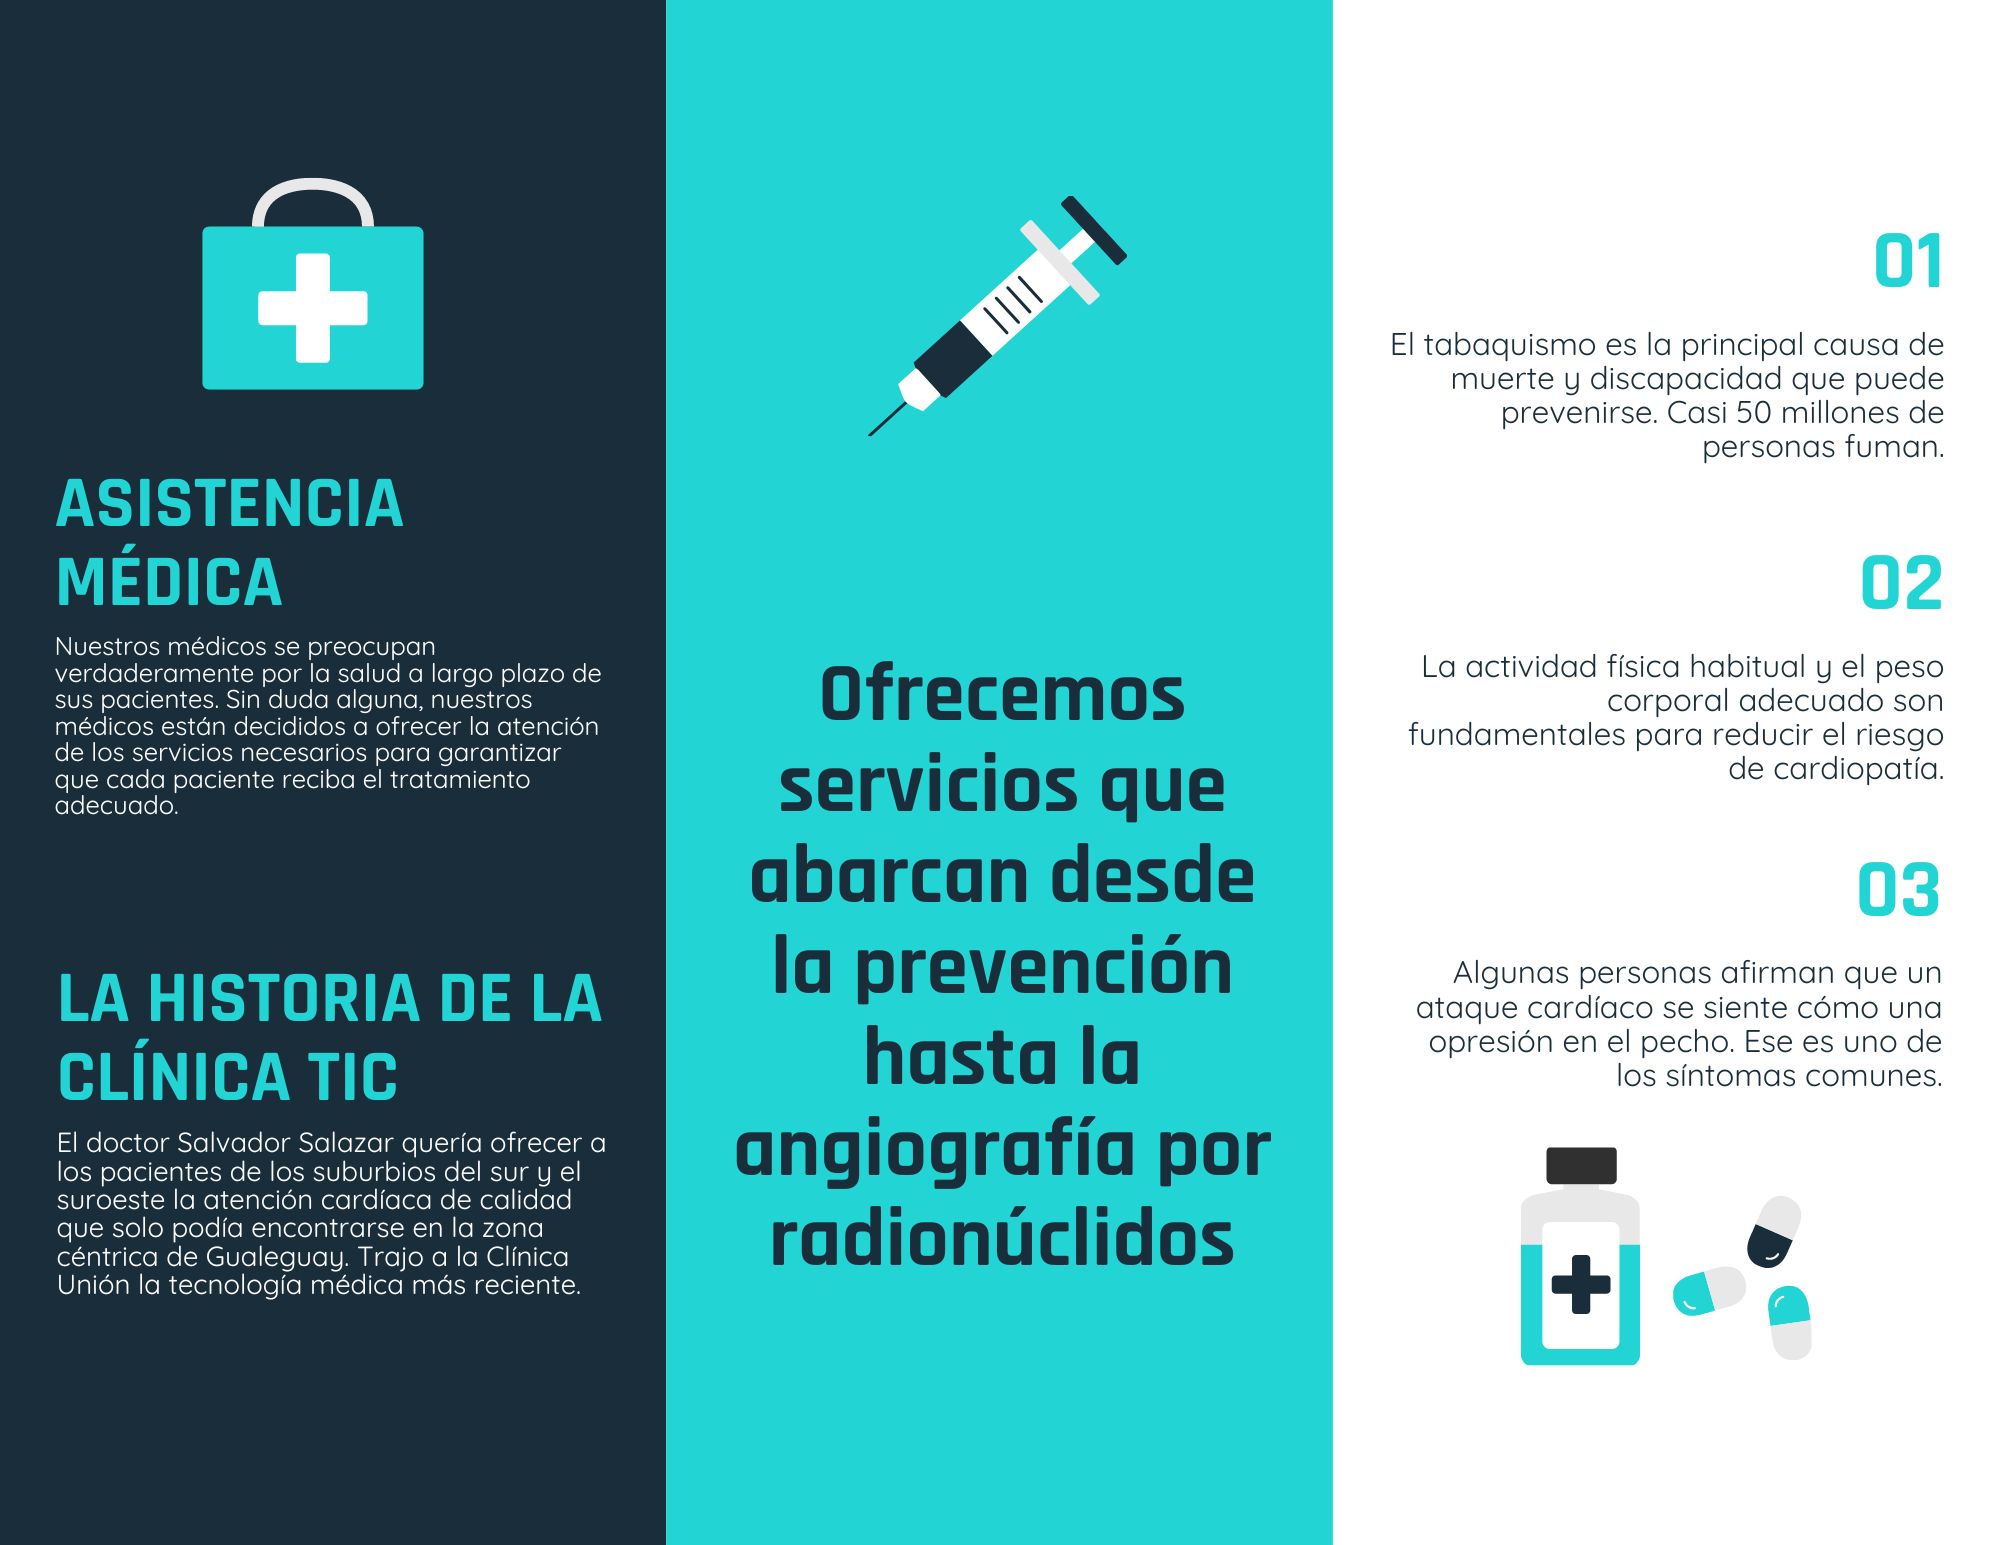 ASISTENCIA
MÉDICA
Nuestros médicos se preocupan
verdaderamente por la salud a largo plazo de
sus pacientes. Sin duda alguna, nuestros
médicos están decididos a ofrecer la atención
de los servicios necesarios para garantizar
que cada paciente reciba el tratamiento
adecuado.
LA HISTORIA DE LA
CLÍNICA TIC
El doctor Salvador Salazar quería ofrecer a
los pacientes de los suburbios del sur y el
suroeste la atención cardíaca de calidad
que solo podía encontrarse en la zona
céntrica de Gualeguay. Trajo a la Clínica
Unión la tecnología médica más reciente.
Ofrecemos
servicios que
abarcan desde
la prevención
hasta la
angiografía por
radionúclidos
01
El tabaquismo es la principal causa de
muerte y discapacidad que puede
prevenirse. Casi 50 millones de
personas fuman.
02
La actividad física habitual y el peso
corporal adecuado son
fundamentales para reducir el riesgo
de cardiopatía.
03
Algunas personas afirman que un
ataque cardíaco se siente cómo una
opresión en el pecho. Ese es uno de
los síntomas comunes.